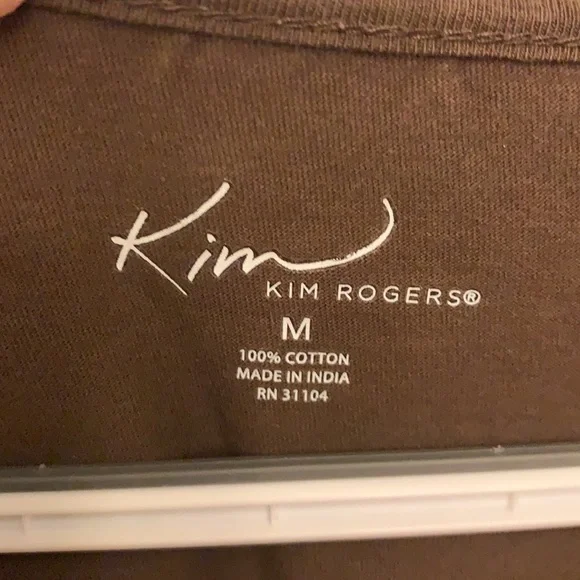 Kim
KIM ROGERS®
M
100% COTTON
MADE IN INDIA
RN 31104